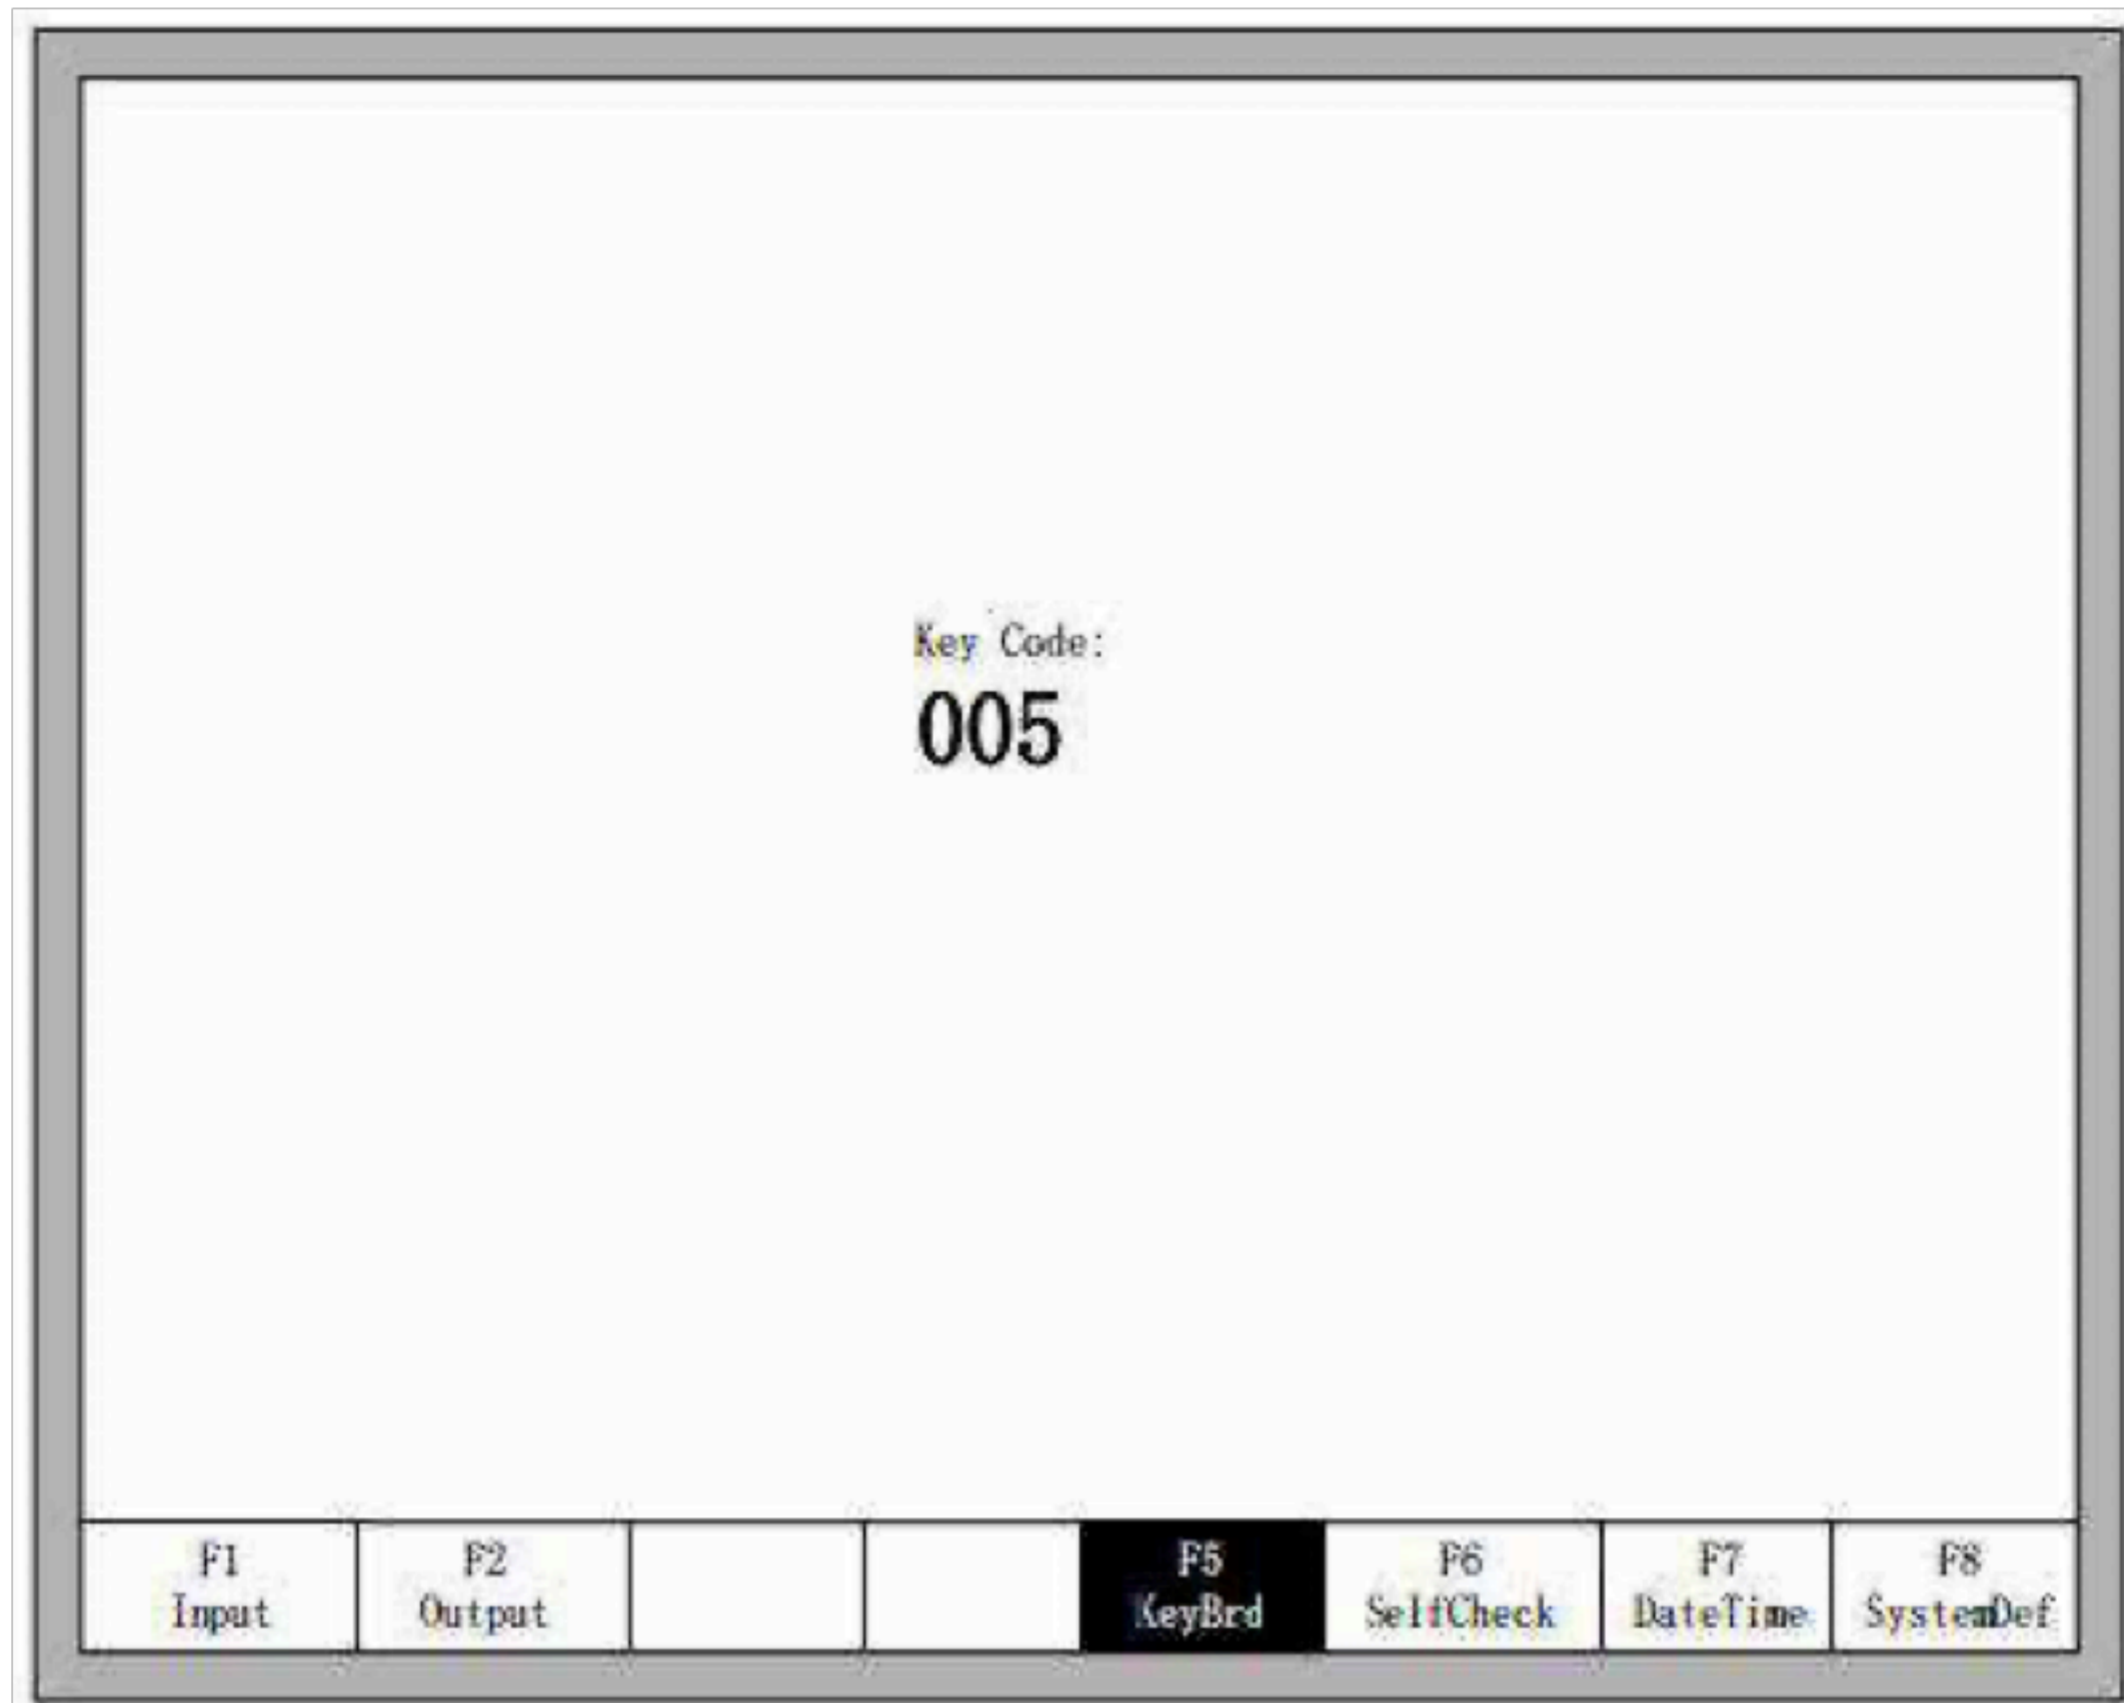 Key Code:
005
F1
Input
F2
Output
F5
KeyBrd
F6
SelfCheck
F7
DateTime
F8
SystemDef